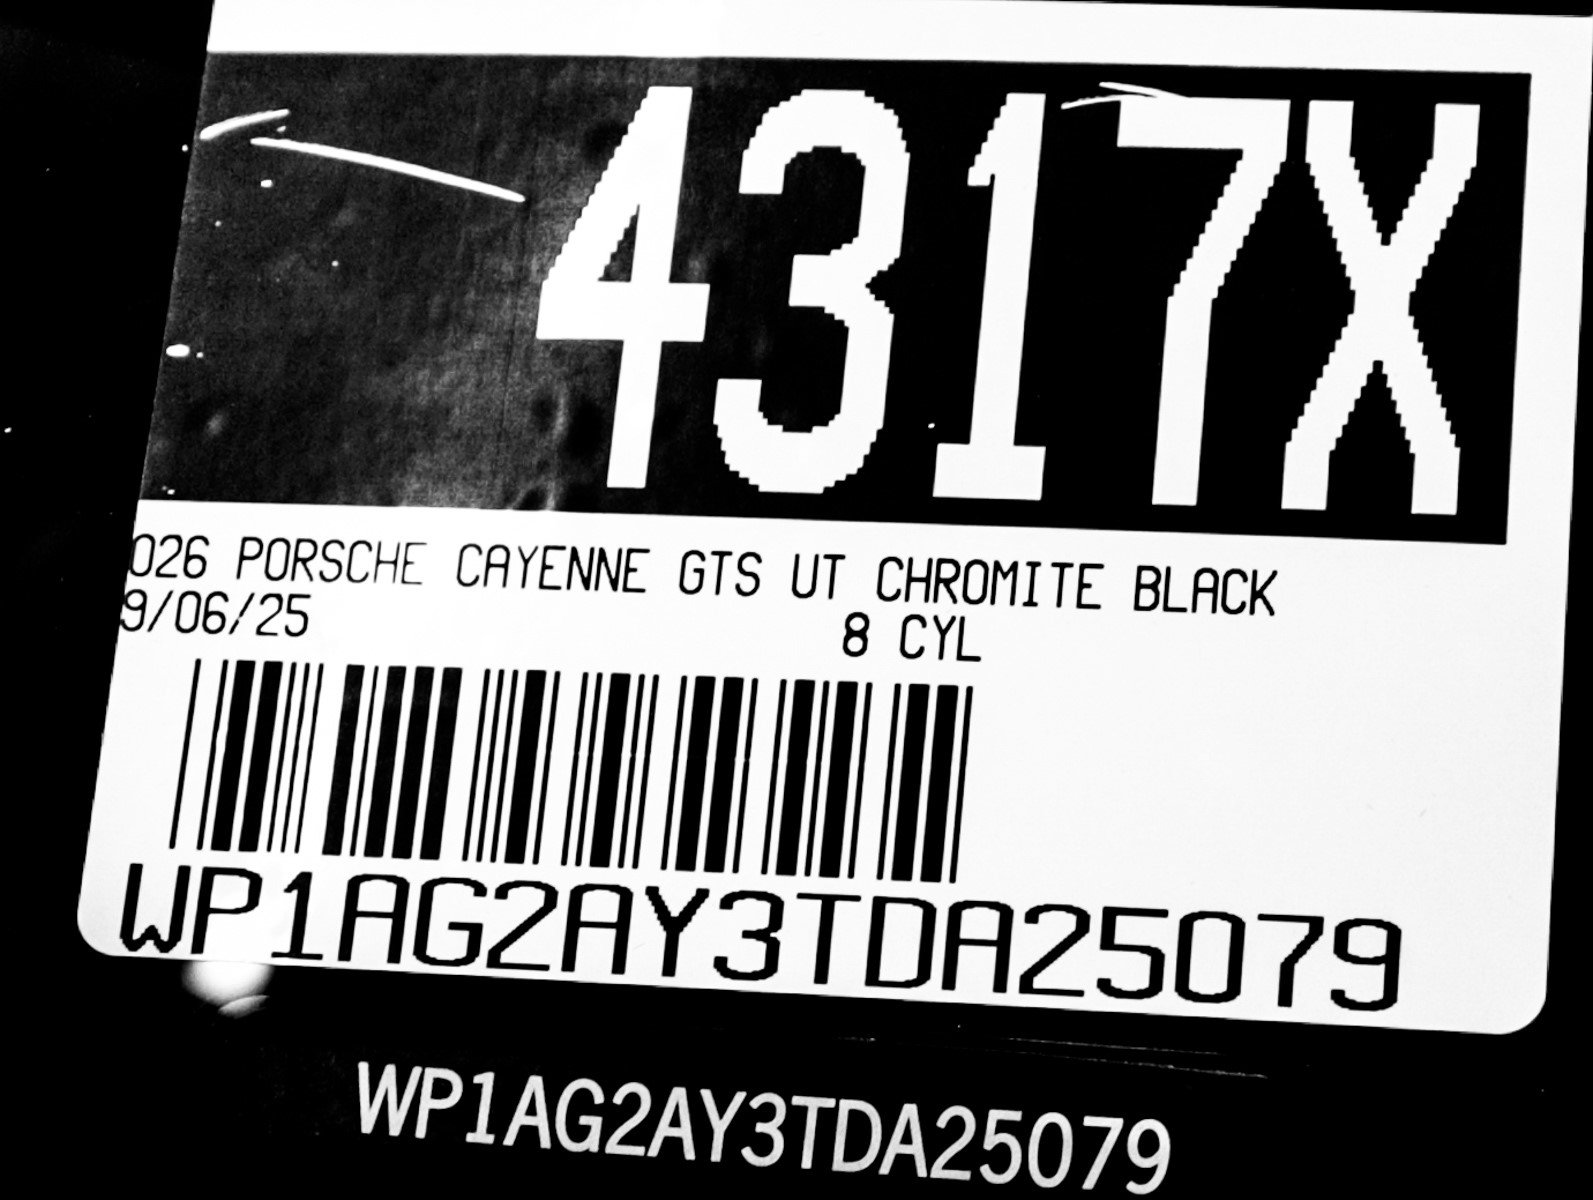 4317X
026 PORSCHE CAYENNE GTS UT CHROMITE BLACK
9/06/25 8 CYL
WP1AG2AY3TDA25079
WP1AG2AY3TDA25079